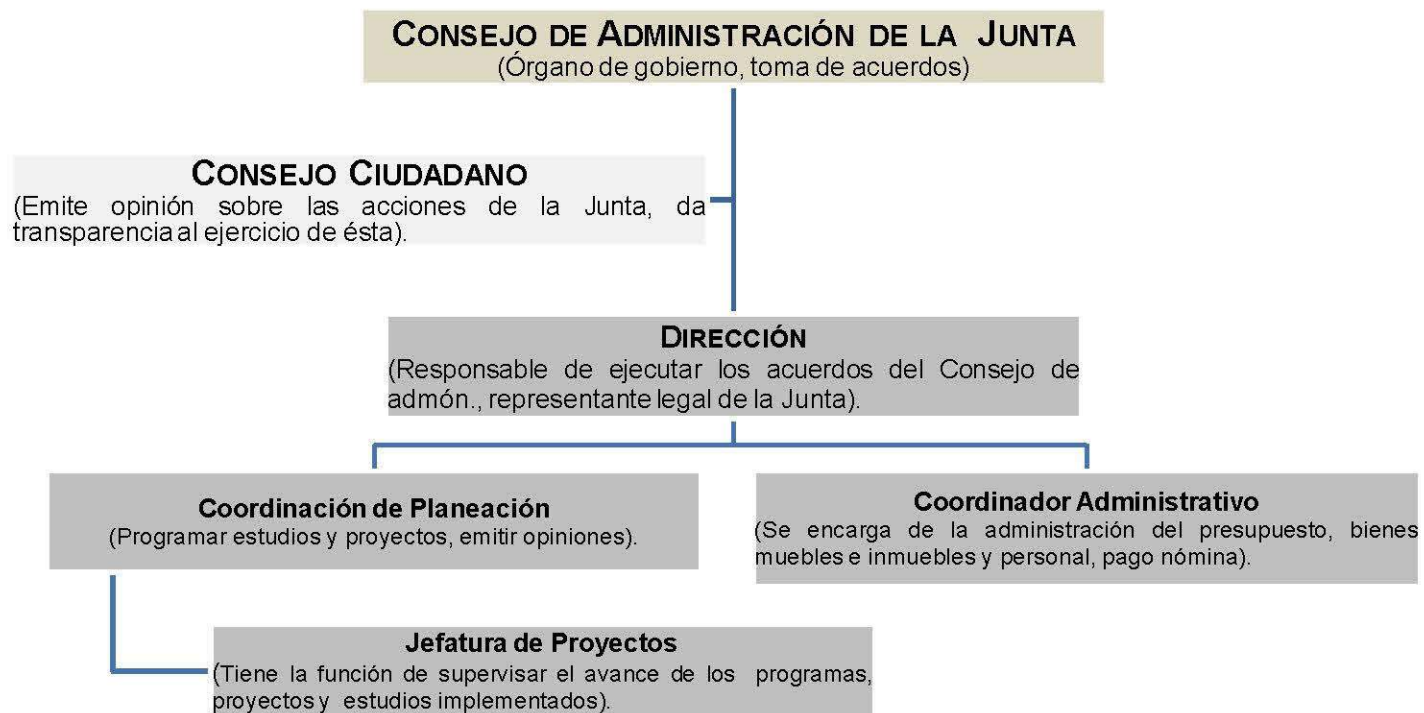 CONSEJO DE ADMINISTRACIÓN DE LA JUNTA
(Órgano de gobierno, toma de acuerdos)
CONSEJO CIUDADANO
(Emite opinión sobre las acciones de la Junta, da
transparencia al ejercicio de ésta).
DIRECCIÓN
(Responsable de ejecutar los acuerdos del Consejo de
admón., representante legal de la Junta).
Coordinación de Planeación
(Programar estudios y proyectos, emitir opiniones).
Coordinador Administrativo
(Se encarga de la administración del presupuesto, bienes
muebles e inmuebles y personal, pago nómina).
Jefatura de Proyectos
(Tiene la función de supervisar el avance de los programas,
proyectos y estudios implementados).